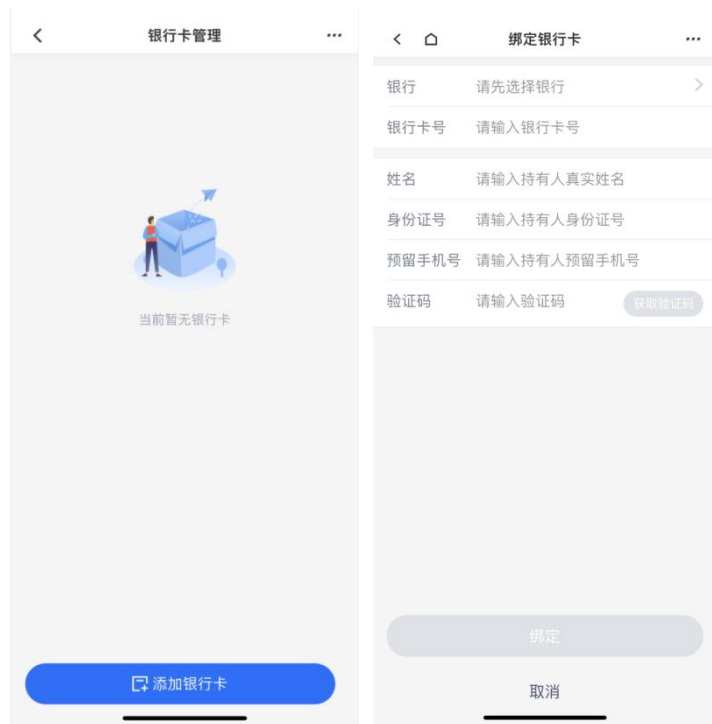 银行卡管理
当前暂无银行卡
添加银行卡
绑定银行卡
银行 请先选择银行
银行卡号 请输入银行卡号
姓名 请输入持有人真实姓名
身份证号 请输入持有人身份证号
预留手机号 请输入持有人预留手机号
验证码 请输入验证码 获取验证码
绑定
取消